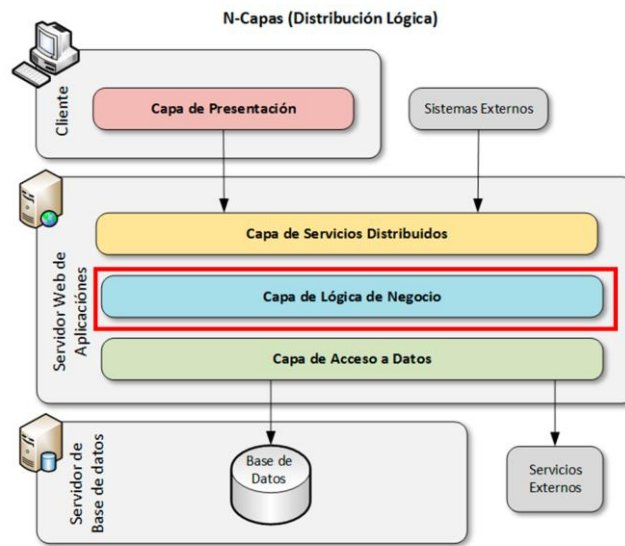 N-Capas (Distribución Lógica)
Cliente
Capa de Presentación
Sistemas Externos
Servidor Web de
Aplicaciónes
Capa de Servicios Distribuidos
Capa de Lógica de Negocio
Capa de Acceso a Datos
Servidor de
Base de datos
Base de
Datos
Servicios
Externos